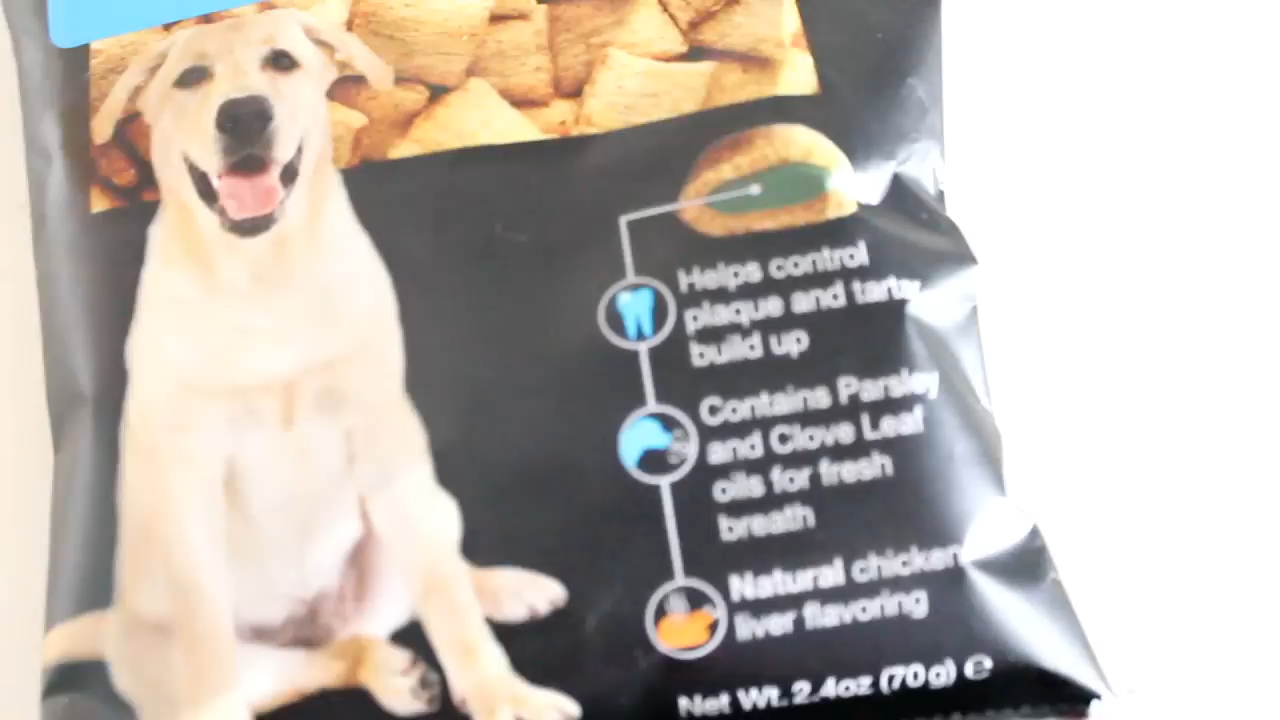 Helps control
plaque and tartar
build up
Contains Parsley
and Clove Leaf
oils for fresh
breath
Natural chicken
liver flavoring
Net Wt. 2.4oz (70g) e